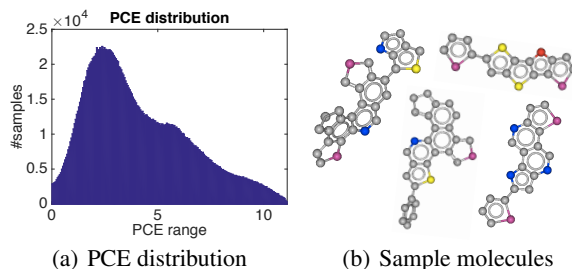 PCE distribution
×10⁴
2.5
2
1.5
1
0.5
0
#samples
0 5 10
PCE range
(a) PCE distribution
(b) Sample molecules